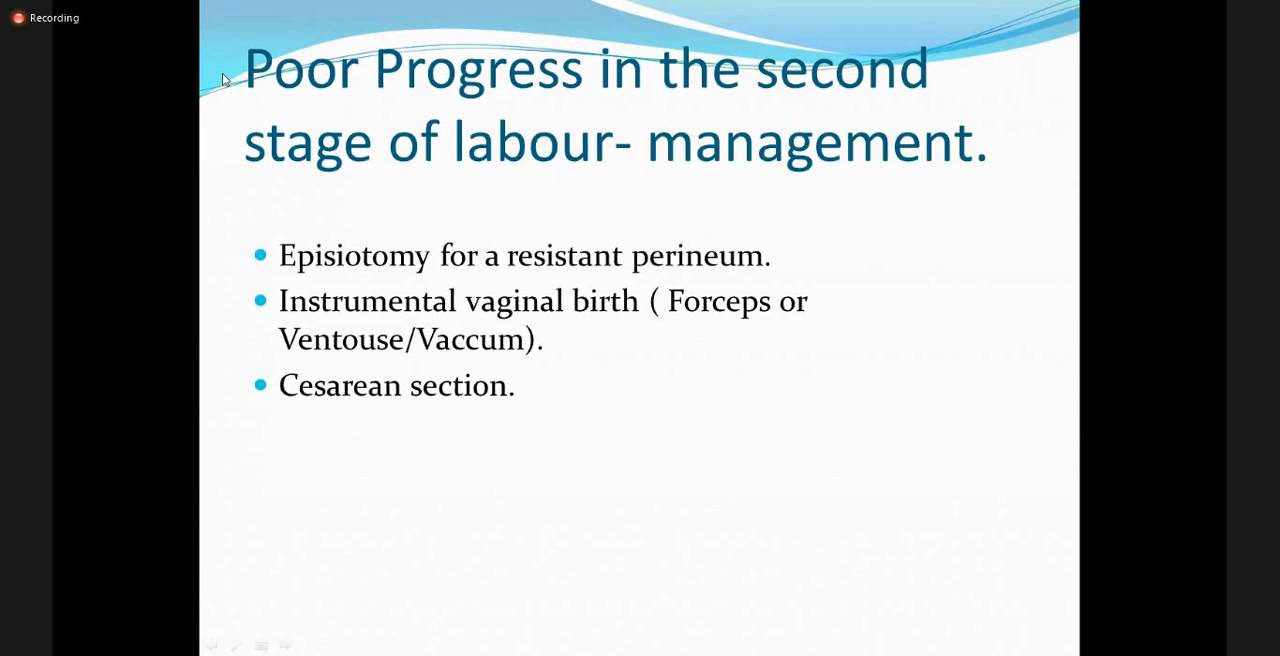 Recording
Poor Progress in the second
stage of labour- management.
• Episiotomy for a resistant perineum.
• Instrumental vaginal birth ( Forceps or
Ventouse/Vaccum).
• Cesarean section.